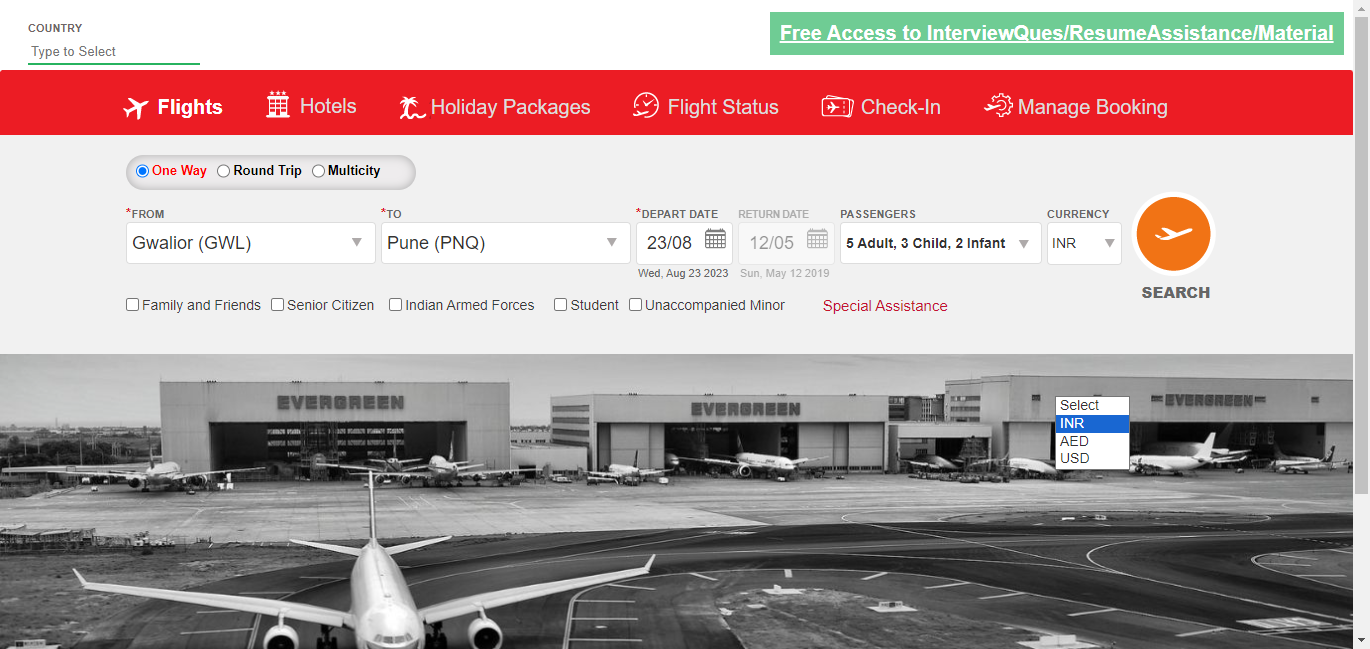 COUNTRY
Type to Select
Free Access to InterviewQues/ResumeAssistance/Material
Flights Hotels Holiday Packages Flight Status Check-In Manage Booking
One Way Round Trip Multicity
*FROM *TO *DEPART DATE RETURN DATE PASSENGERS CURRENCY
Gwalior (GWL) Pune (PNQ) 23/08 12/05 5 Adult, 3 Child, 2 Infant INR
Wed, Aug 23 2023 Sun, May 12 2019
SEARCH
Family and Friends Senior Citizen Indian Armed Forces Student Unaccompanied Minor Special Assistance
EVERGREEN EVERGREEN EVERGREEN
Select
INR
AED
USD